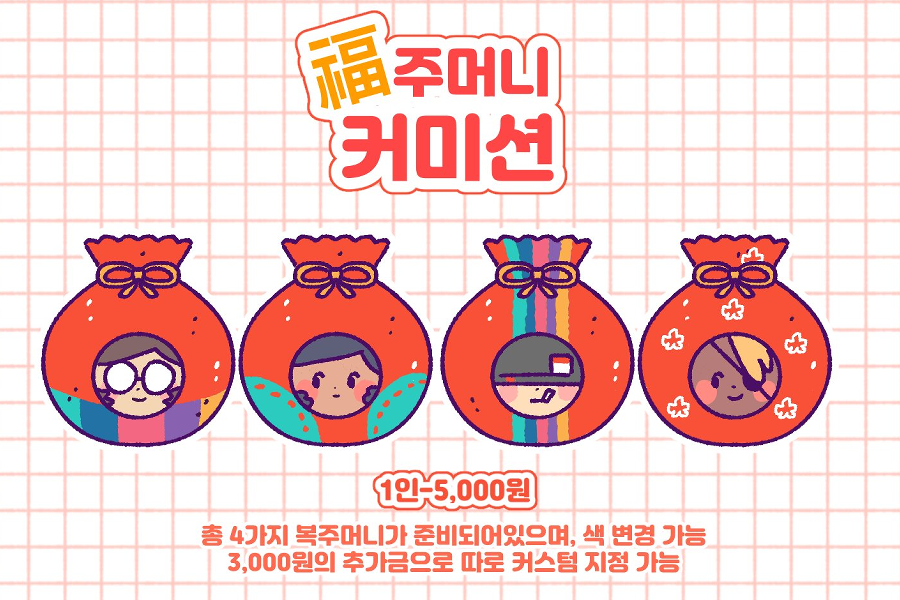 福주머니
커미션
1인-5,000원
총 4가지 복주머니가 준비되어있으며, 색 변경 가능
3,000원의 추가금으로 따로 커스텀 지정 가능